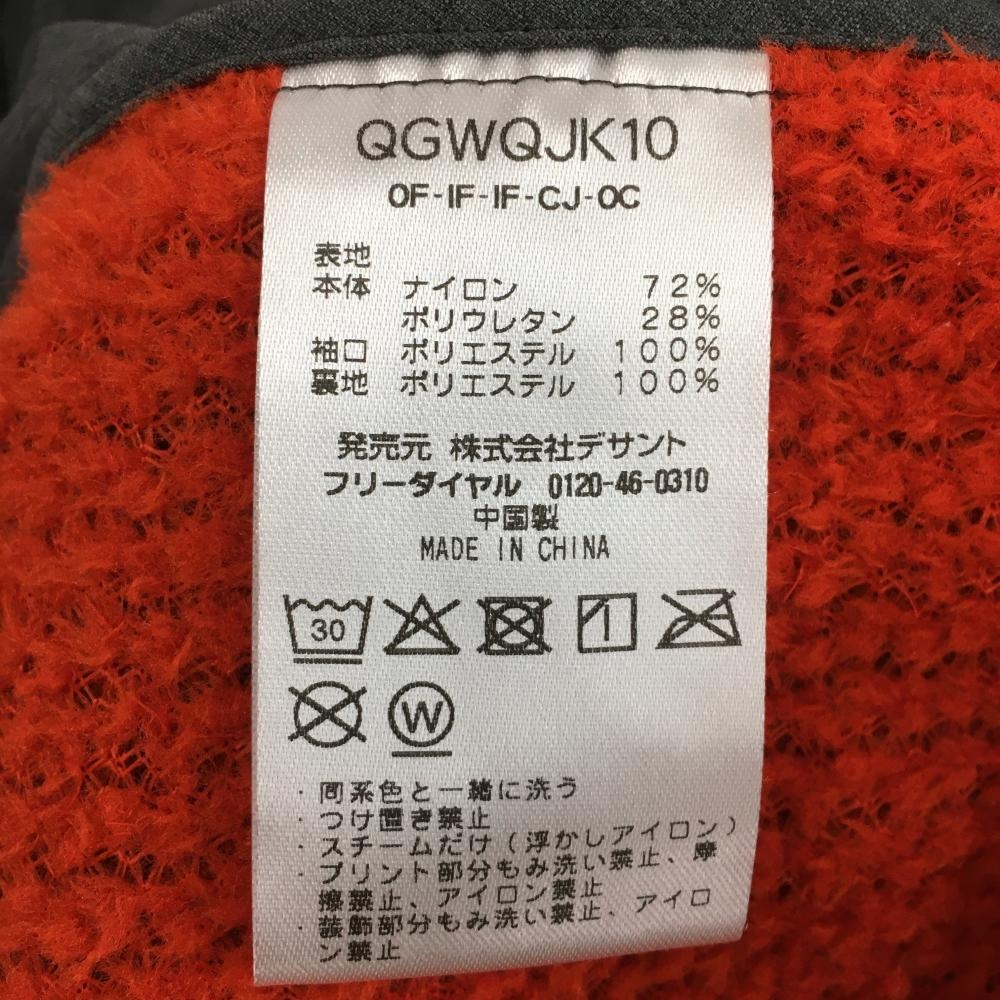 QGWQJK10
OF-IF-IF-CJ-OC
表地
本体 ナイロン 72%
ポリウレタン 28%
袖口 ポリエステル 100%
裏地 ポリエステル 100%
発売元 株式会社デサント
フリーダイヤル 0120-46-0310
中国製
MADE IN CHINA
30
W
・同系色と一緒に洗う
・つけ置き禁止
・スチームだけ(浮かしアイロン)
・プリント部分もみ洗い禁止、摩
擦禁止、アイロン禁止
・装飾部分もみ洗い禁止、アイロ
ン禁止